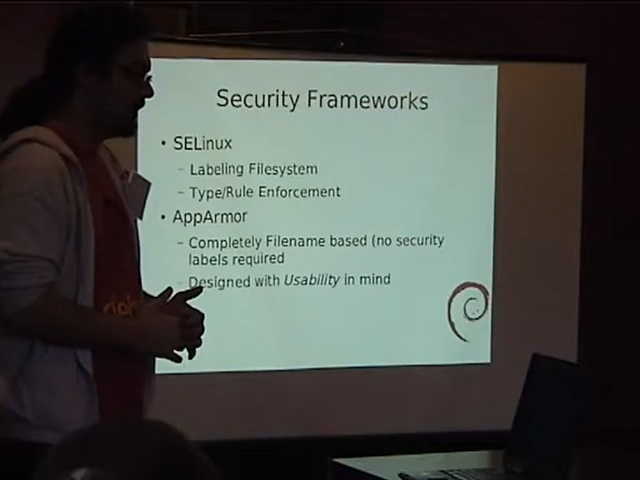 Security Frameworks
• SELinux
– Labeling Filesystem
– Type/Rule Enforcement
• AppArmor
– Completely Filename based (no security
labels required
– Designed with Usability in mind